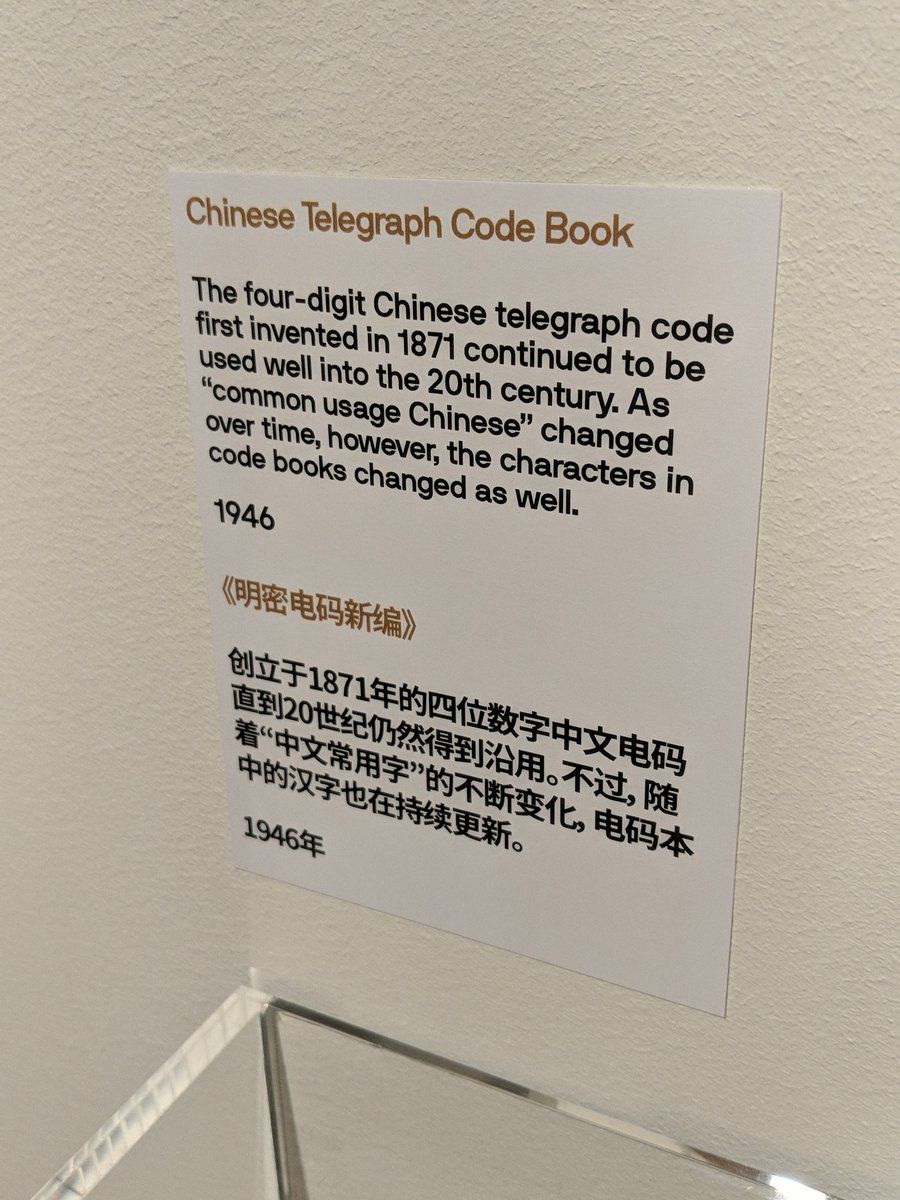 Chinese Telegraph Code Book
The four-digit Chinese telegraph code
first invented in 1871 continued to be
used well into the 20th century. As
“common usage Chinese” changed
over time, however, the characters in
code books changed as well.
1946
《明密电码新编》
创立于1871年的四位数字中文电码
直到20世纪仍然得到沿用。不过，随
着“中文常用字”的不断变化，电码本
中的汉字也在持续更新。
1946年